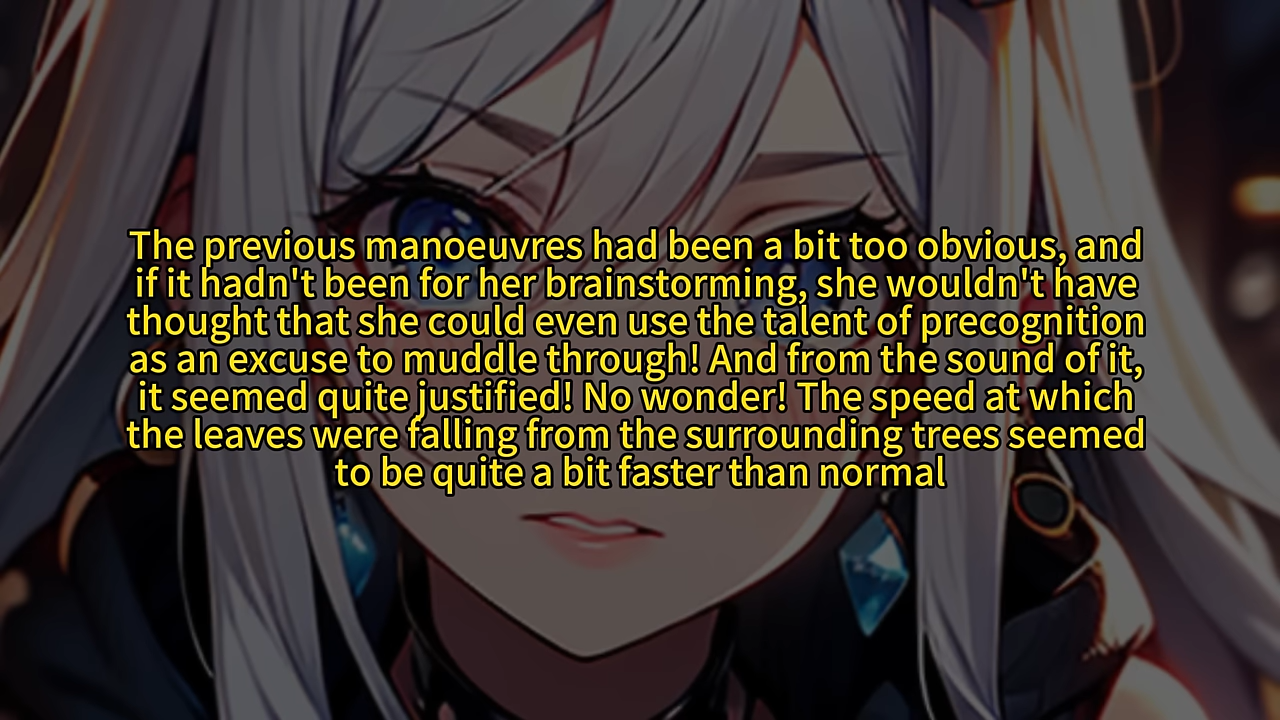 The previous manoeuvres had been a bit too obvious, and
if it hadn't been for her brainstorming, she wouldn't have
thought that she could even use the talent of precognition
as an excuse to muddle through! And from the sound of it,
it seemed quite justified! No wonder! The speed at which
the leaves were falling from the surrounding trees seemed
to be quite a bit faster than normal